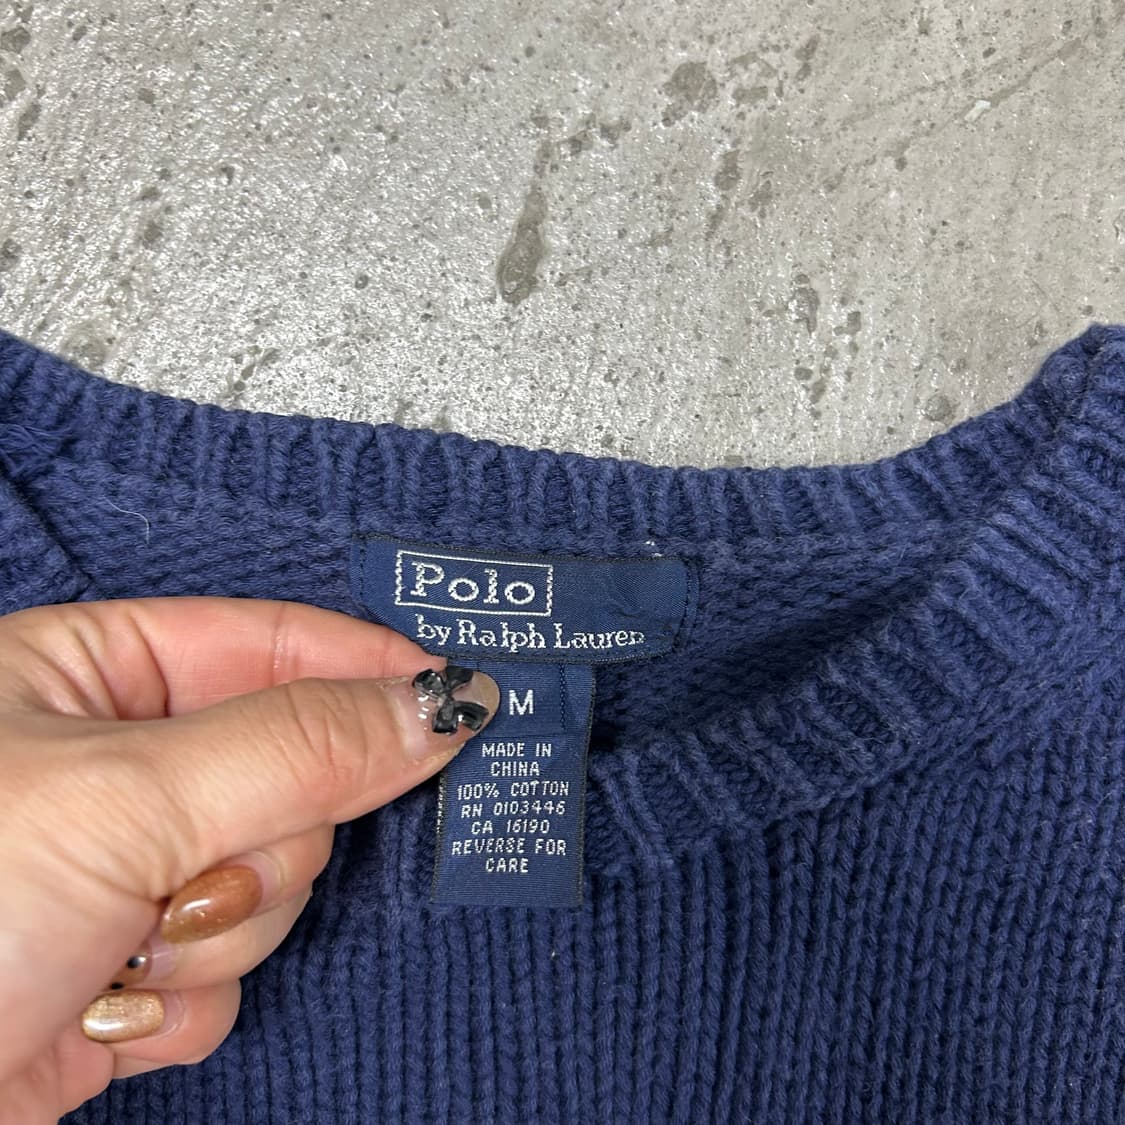 Polo
by Ralph Lauren
M
MADE IN
CHINA
100% COTTON
RN 0103446
CA 16190
REVERSE FOR
CARE